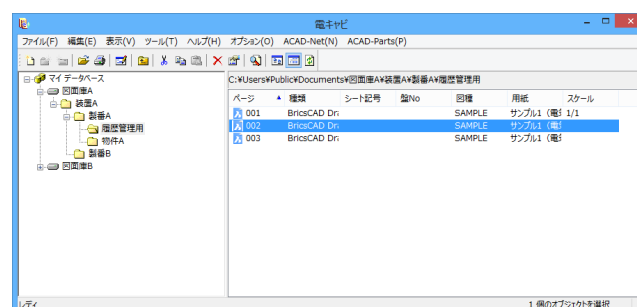 電キャビ
ファイル(F) 編集(E) 表示(V) ツール(T) ヘルプ(H) オプション(O) ACAD-Net(N) ACAD-Parts(P)
マイ データベース
図面庫A
装置A
製番A
履歴管理用
物件A
製番B
図面庫B
C:¥Users¥Public¥Documents¥図面庫A¥装置A¥製番A¥履歴管理用
ページ 種類 シート記号 盤No 図種 用紙 スケール
001 BricsCAD Dr SAMPLE サンプル1 (電 1/1
002 BricsCAD Dr SAMPLE サンプル1 (電
003 BricsCAD Dr SAMPLE サンプル1 (電
レディ 1 個のオブジェクトを選択